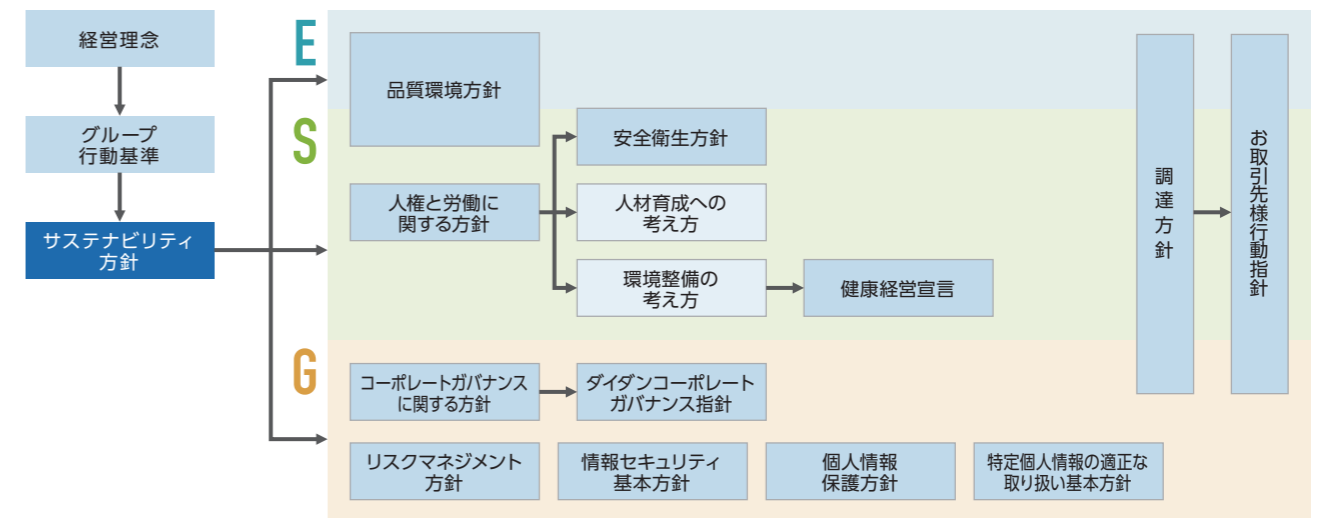 経営理念
グループ
行動基準
サステナビリティ
方針
E
品質環境方針
S
安全衛生方針
人権と労働に
関する方針
人材育成への
考え方
環境整備の
考え方
健康経営宣言
G
コーポレートガバナンス
に関する方針
ダイダンコーポレート
ガバナンス指針
リスクマネジメント
方針
情報セキュリティ
基本方針
個人情報
保護方針
特定個人情報の適正な
取り扱い基本方針
調達方針
お取引先様行動指針